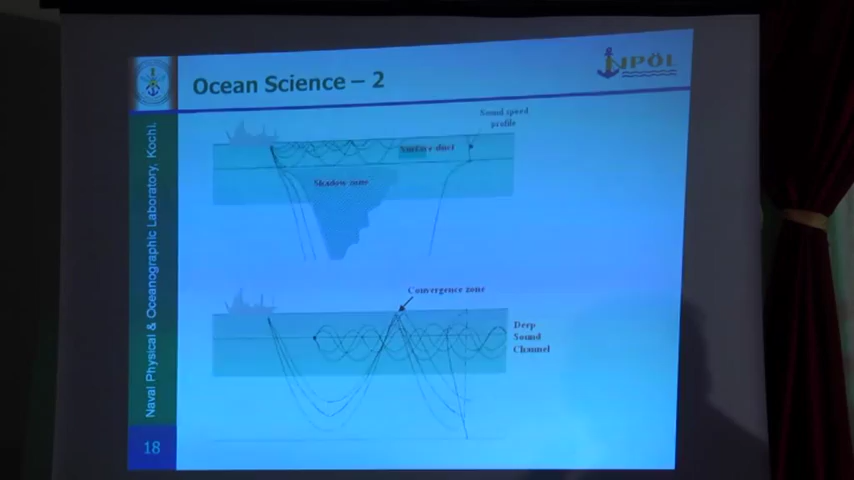 Ocean Science – 2
NPOL
Sound speed
profile
Surface duct
Shadow zone
Convergence zone
Deep
Sound
Channel
Naval Physical & Oceanographic Laboratory, Kochi.
18